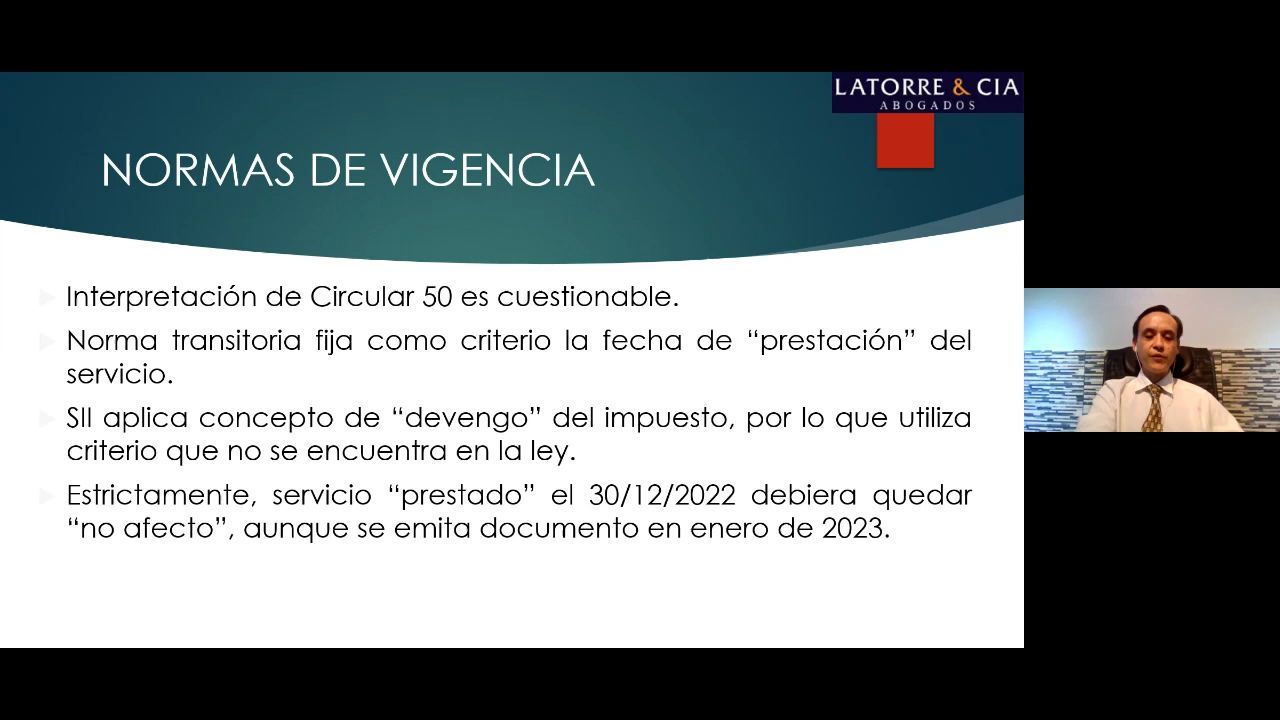 LATORRE & CIA
ABOGADOS
NORMAS DE VIGENCIA
Interpretación de Circular 50 es cuestionable.
Norma transitoria fija como criterio la fecha de “prestación” del
servicio.
SII aplica concepto de “devengo” del impuesto, por lo que utiliza
criterio que no se encuentra en la ley.
Estrictamente, servicio “prestado” el 30/12/2022 debiera quedar
“no afecto”, aunque se emita documento en enero de 2023.